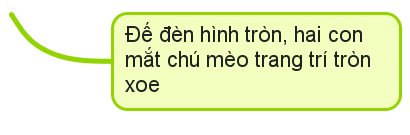 Đế đèn hình tròn, hai con
mắt chú mèo trang trí tròn
xoe